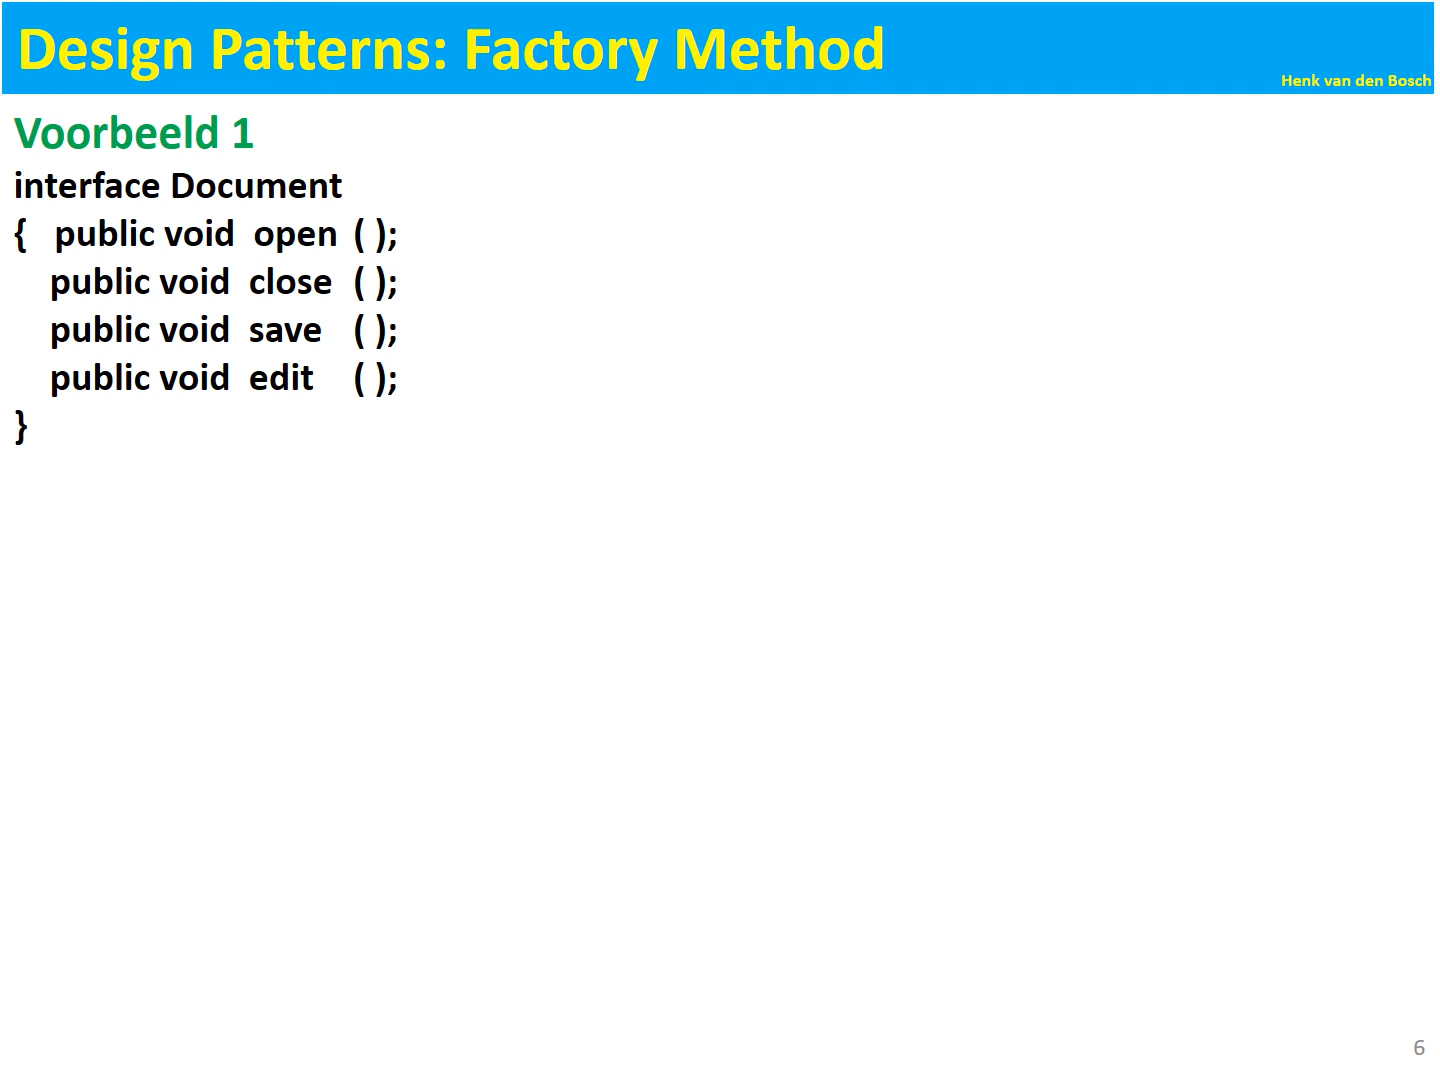 Design Patterns: Factory Method
Henk van den Bosch
Voorbeeld 1
interface Document
{ public void open ( );
public void close ( );
public void save ( );
public void edit ( );
}
6